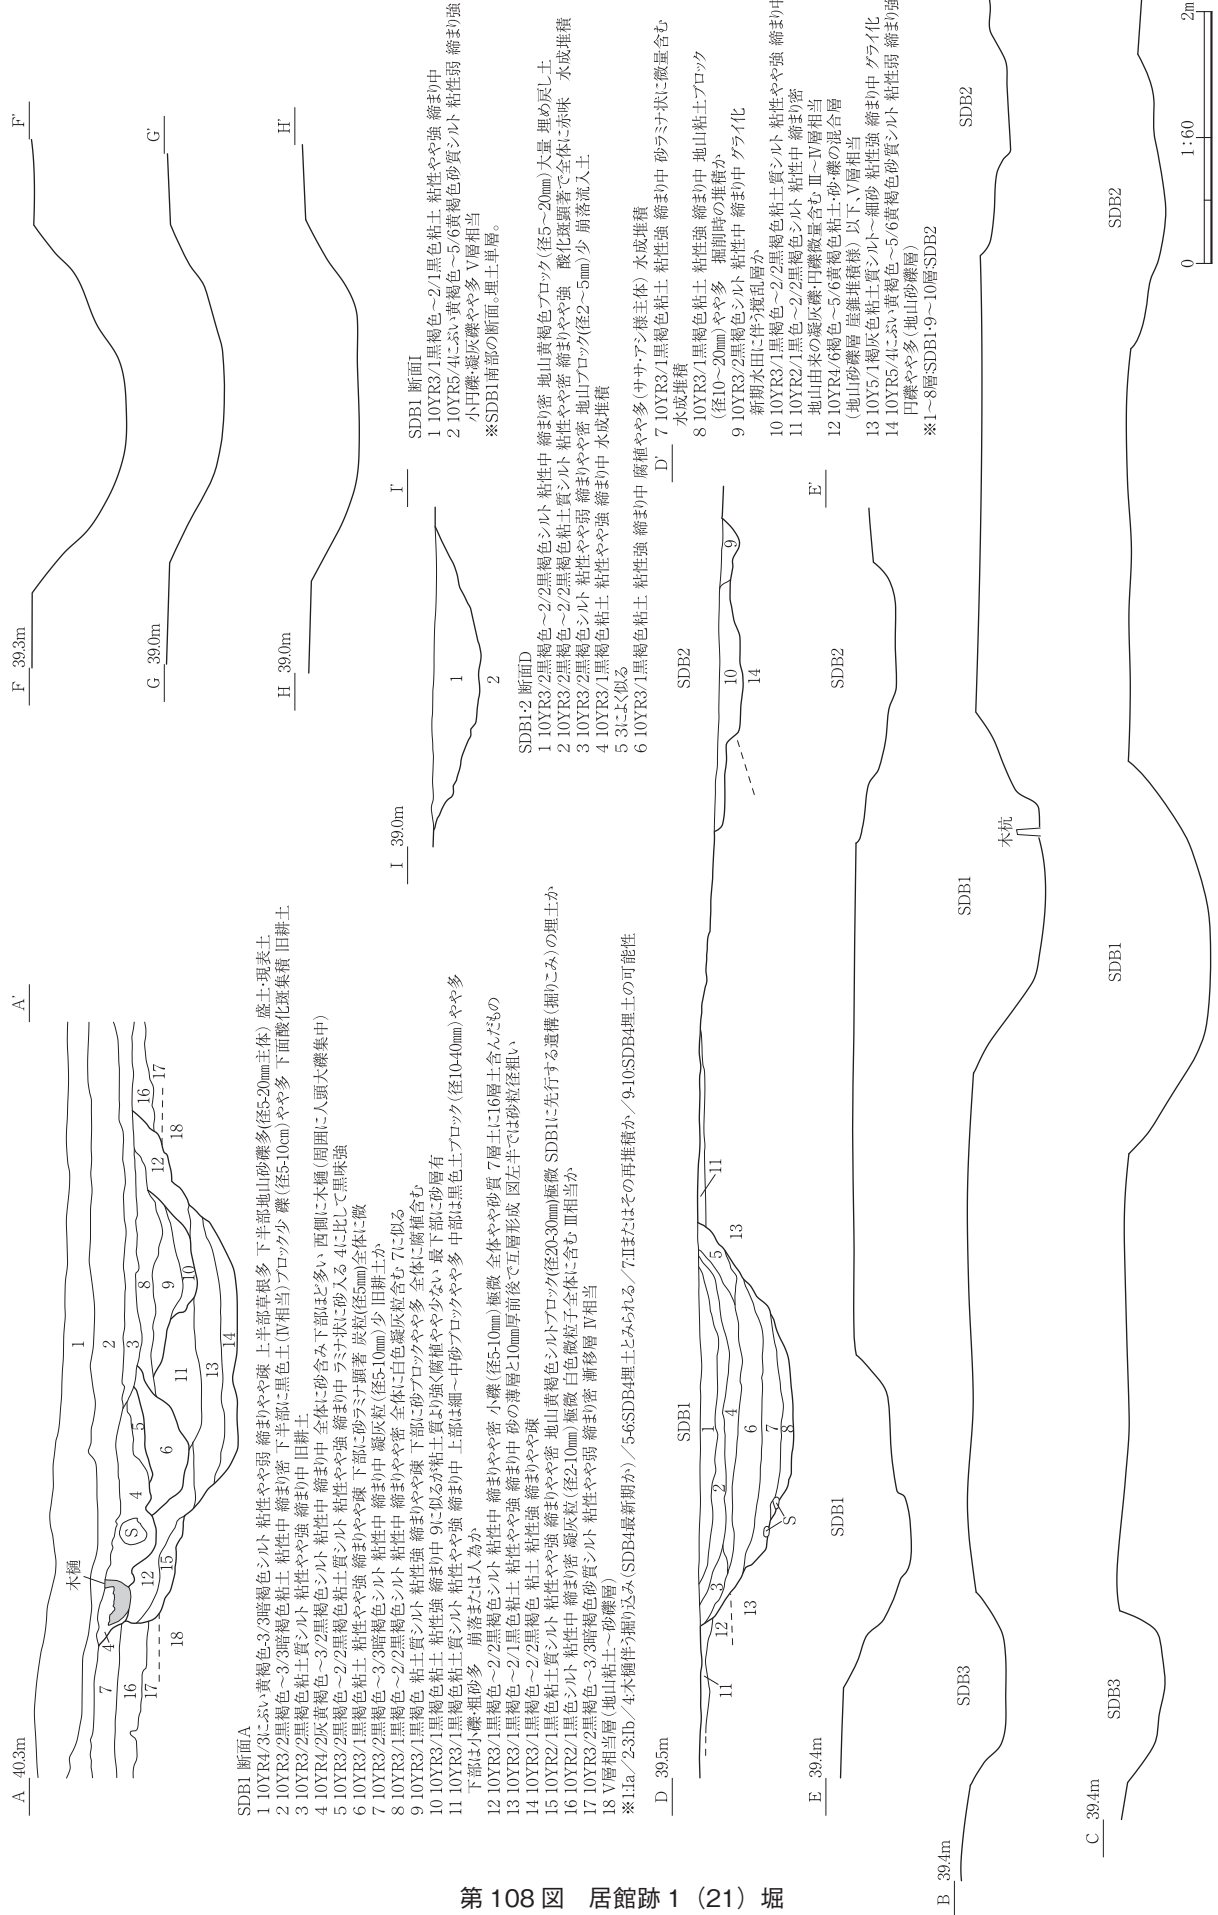 A 40.3m
A'
木樋
1
2
3
4
5
6
7
8
9
10
11
12
13
14
15
16
17
18
S
4
12
16
17
18
SDB1 断面A
1 10YR4/3にぶい黄褐色-3/3暗褐色シルト 粘性やや弱 締まりやや疎 上半部草根多 下半部地山砂礫多(径5-20mm主体) 盛土・現表土
2 10YR3/2黒褐色〜3/3暗褐色粘土 粘性中 締まり密 下半部に黒色土(Ⅳ相当)ブロック少 礫(径5-10cm)やや多 下面酸化斑集積 旧耕土
3 10YR3/2黒褐色粘土質シルト 粘性やや強 締まり中 旧耕土
4 10YR4/2灰黄褐色〜3/2黒褐色シルト 粘性中 締まり中 全体に砂含み下部ほど多い 西側に木樋(周囲に人頭大礫集中)
5 10YR3/2黒褐色〜2/2黒褐色粘土質シルト 粘性やや強 締まり中 ラミナ状に砂入る 4に比して黒味強
6 10YR3/1黒褐色粘土 粘性やや強 締まりやや疎 下部に砂ラミナ顕著 炭粒(径5mm)全体に微
7 10YR3/2黒褐色〜3/3暗褐色シルト 粘性中 締まり中 凝灰粒(径5-10mm)少 旧耕土か
8 10YR3/1黒褐色〜2/2黒褐色シルト 粘性中 締まりやや密 全体に白色凝灰粒含む 7に似る
9 10YR3/1黒褐色 粘土質シルト 粘性強 締まりやや疎 下部に砂ブロックやや多 全体に腐植含む
10 10YR3/1黒褐色粘土 粘性強 締まり中 9に似るが粘土質より強く腐植やや少ない 最下部に砂層有
11 10YR3/1黒褐色粘土質シルト 粘性やや強 締まり中 上部は細〜中砂ブロックやや多 中部は黒色土ブロック(径10-40mm)やや多
下部は小礫・粗砂多 崩落または人為か
12 10YR3/1黒褐色〜2/2黒褐色シルト 粘性中 締まりやや密 小礫(径5-10mm)極微 全体やや砂質 7層土に16層土含んだもの
13 10YR3/1黒褐色〜2/1黒色粘土 粘性やや強 締まり中 砂の薄層と10mm厚前後で互層形成 図左半では砂粒径粗い
14 10YR3/1黒褐色〜2/2黒褐色 粘土 粘性強 締まりやや疎
15 10YR2/1黒色粘土質シルト 粘性やや強 締まりやや密 地山黄褐色シルトブロック(径20-30mm)極微 SDB1に先行する遺構(掘りこみ)の埋土か
16 10YR2/1黒色シルト 粘性中 締まり密 凝灰粒(径2-10mm)極微 白色微粒子全体に含む Ⅲ相当か
17 10YR3/2黒褐色〜3/3暗褐色砂質シルト 粘性やや弱 締まり密 漸移層 Ⅳ相当
18 Ⅴ層相当層(地山粘土〜砂礫層)
※1:Ⅰa/2-3:Ⅰb/4:木樋伴う掘り込み(SDB4最新期か)/5-6:SDB4埋土とみられる/7:Ⅱまたはその再堆積か/9-10:SDB4埋土の可能性
F 39.3m
F'
G 39.0m
G'
H 39.0m
H'
I 39.0m
I'
1
2
SDB1 断面I
1 10YR3/1黒褐色〜2/1黒色粘土 粘性やや強 締まり中
2 10YR5/4にぶい黄褐色〜5/6黄褐色砂質シルト 粘性弱 締まり強
小円礫・凝灰礫やや多 Ⅴ層相当
※SDB1南部の断面。埋土単層。
SDB1・2 断面D
1 10YR3/2黒褐色〜2/2黒褐色シルト 粘性中 締まり密 地山黄褐色ブロック(径5〜20mm)大量 埋め戻し土
2 10YR3/2黒褐色〜2/2黒褐色粘土質シルト 粘性やや密 締まりやや強 酸化斑顕著で全体に赤味 水成堆積
3 10YR3/2黒褐色シルト 粘性やや弱 締まりやや密 地山ブロック(径2〜5mm)少 崩落流入土
4 10YR3/1黒褐色粘土 粘性やや強 締まり中 水成堆積
5 3によく似る
6 10YR3/1黒褐色粘土 粘性強 締まり中 腐植やや多(ササ・アシ様主体) 水成堆積
7 10YR3/1黒褐色粘土 粘性強 締まり中 砂ラミナ状に微量含む
水成堆積
8 10YR3/1黒褐色粘土 粘性強 締まり中 地山粘土ブロック
(径10〜20mm)やや多 掘削時の堆積か
9 10YR3/2黒褐色シルト 粘性中 締まり中 グライ化
新期水田に伴う撹乱層か
10 10YR3/1黒褐色〜2/2黒褐色粘土質シルト 粘性やや強 締まり中
11 10YR2/1黒色〜2/2黒褐色シルト 粘性中 締まり密
地山由来の凝灰礫・円礫微量含む Ⅲ〜Ⅳ層相当
12 10YR4/6褐色〜5/6黄褐色粘土・砂・礫の混合層
(地山砂礫層 崖錐堆積様) 以下、Ⅴ層相当
13 10Y5/1褐灰色粘土質シルト〜細砂 粘性強 締まり中 グライ化
14 10YR5/4にぶい黄褐色〜5/6黄褐色砂質シルト 粘性弱 締まり強
円礫やや多(地山砂礫層)
※1〜8層:SDB1・9〜10層:SDB2
D 39.5m
D'
SDB1
SDB2
1
2
3
4
5
6
7
8
S
9
10
11
11
12
13
13
14
E 39.4m
E'
SDB1
SDB2
B 39.4m
SDB3
SDB1
木杭
SDB2
C 39.4m
SDB3
SDB1
SDB2
0 1:60 2m
第 108 図 居館跡 1（21）堀